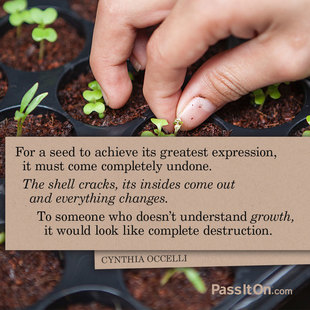 For a seed to achieve its greatest expression,
it must come completely undone.
The shell cracks, its insides come out
and everything changes.
To someone who doesn't understand growth,
it would look like complete destruction.
CYNTHIA OCCELLI
PassItOn.com